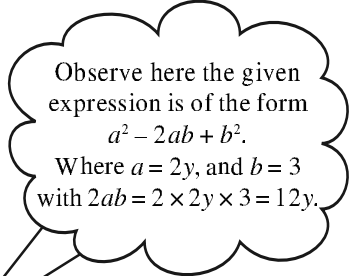 Observe here the given
expression is of the form
a² – 2ab + b².
Where a = 2y, and b = 3
with 2ab = 2 × 2y × 3 = 12y.